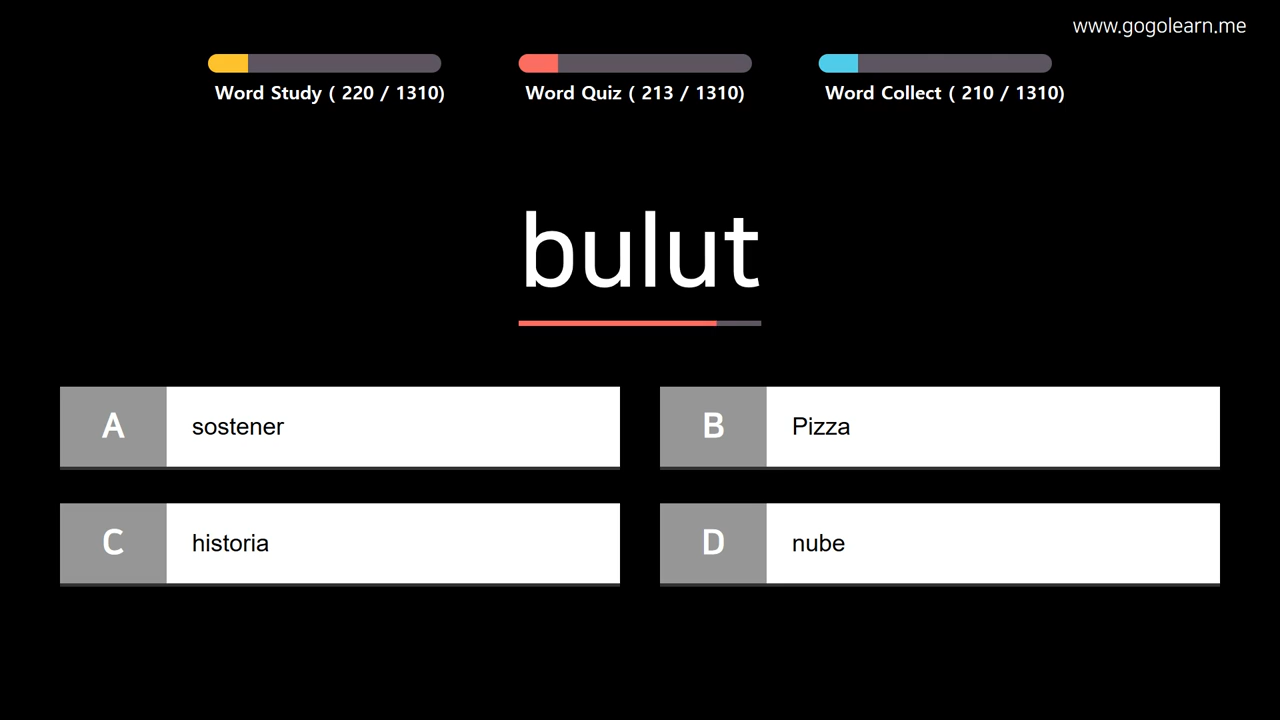 www.gogolearn.me
Word Study ( 220 / 1310)
Word Quiz ( 213 / 1310)
Word Collect ( 210 / 1310)
bulut
A sostener
B Pizza
C historia
D nube